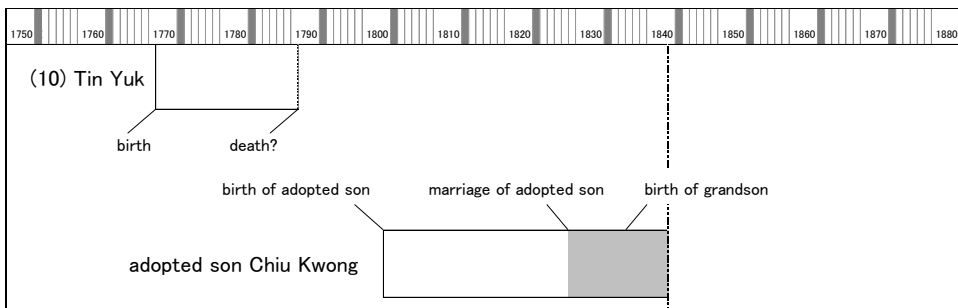 1750 1760 1770 1780 1790 1800 1810 1820 1830 1840 1850 1860 1870 1880
(10) Tin Yuk
birth death?
birth of adopted son marriage of adopted son birth of grandson
adopted son Chiu Kwong